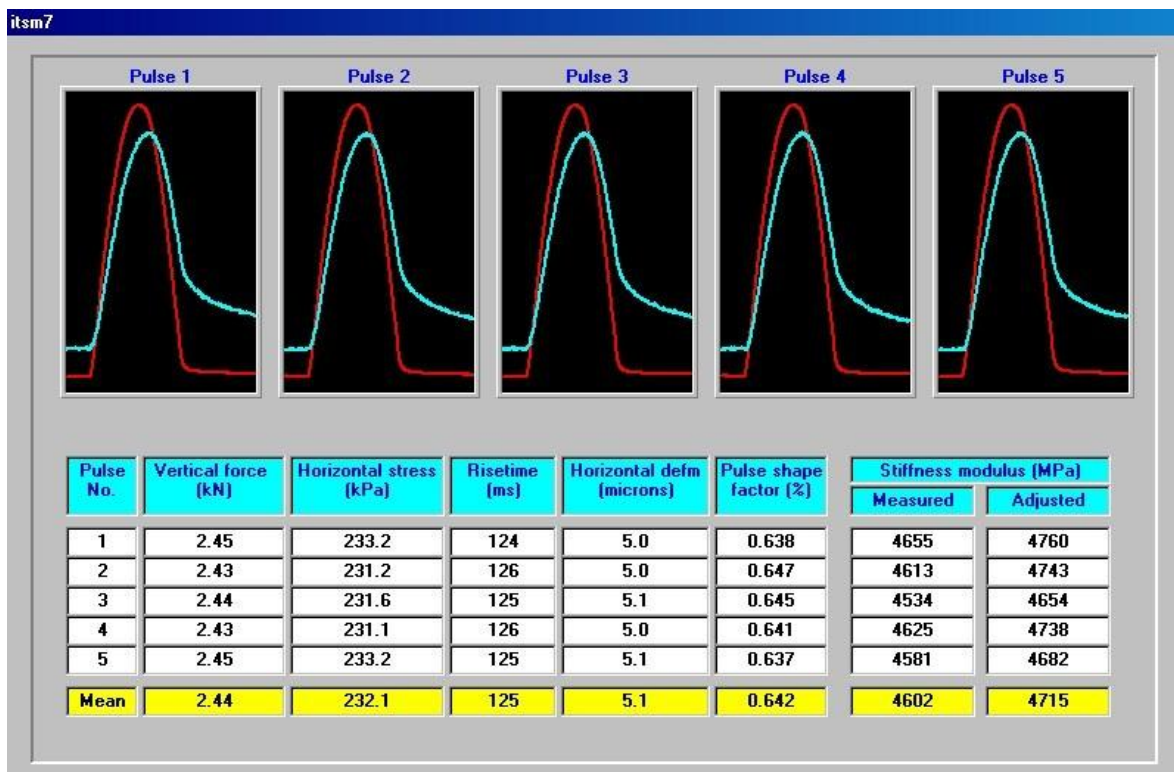 itsm7
Pulse 1 Pulse 2 Pulse 3 Pulse 4 Pulse 5
Pulse No. Vertical force (kN) Horizontal stress (kPa) Risetime (ms) Horizontal defm (microns) Pulse shape factor (%) Stiffness modulus (MPa)
Measured Adjusted
1 2.45 233.2 124 5.0 0.638 4655 4760
2 2.43 231.2 126 5.0 0.647 4613 4743
3 2.44 231.6 125 5.1 0.645 4534 4654
4 2.43 231.1 126 5.0 0.641 4625 4738
5 2.45 233.2 125 5.1 0.637 4581 4682
Mean 2.44 232.1 125 5.1 0.642 4602 4715